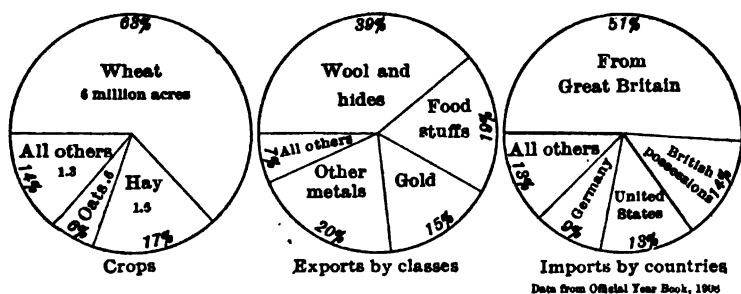 63%
Wheat
6 million acres
All others
1.3
14%
Oats .5
6%
Hay
1.5
17%
Crops
39%
Wool and
hides
Food
stuffs
19%
All others
7%
Other
metals
20%
Gold
15%
Exports by classes
51%
From
Great Britain
All others
13%
Germany
9%
United
States
13%
British
possessions
14%
Imports by countries
Data from Official Year Book, 1908